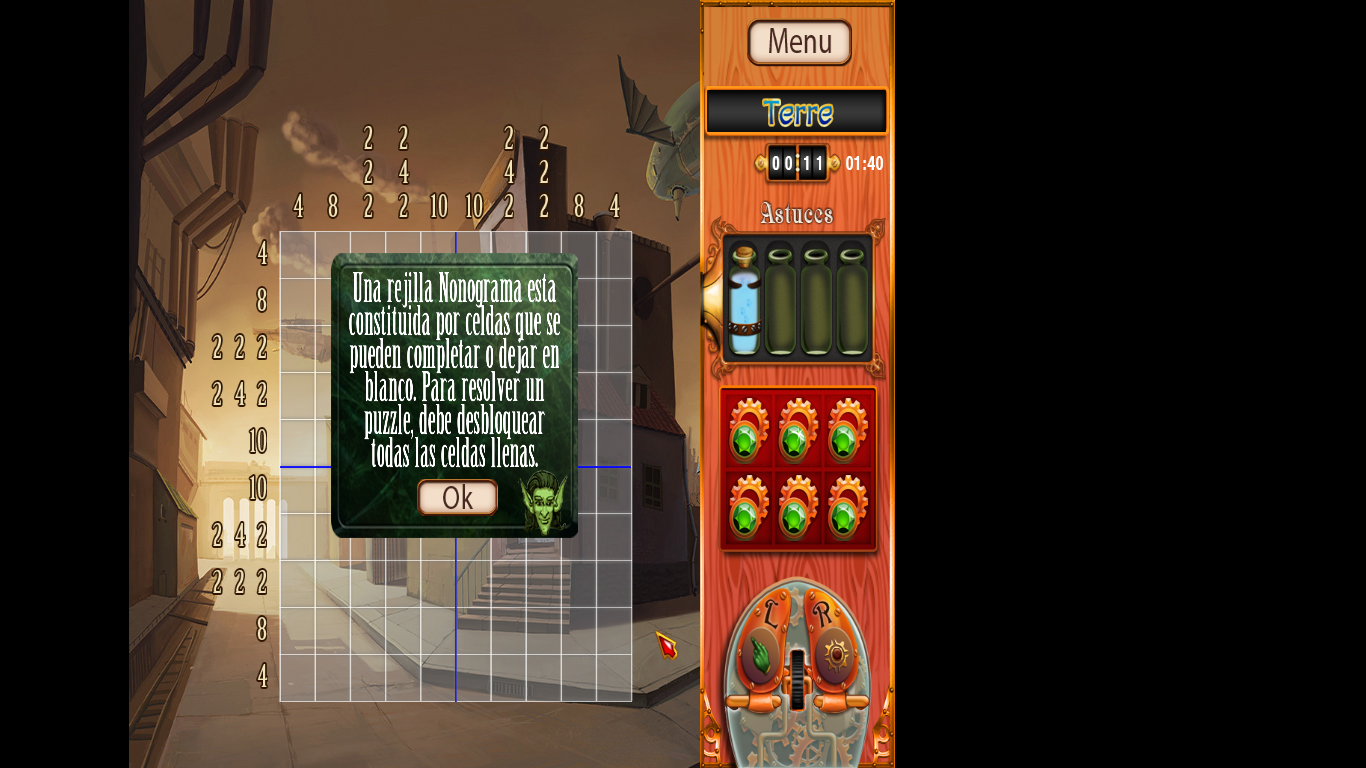 Menu
Terre
00:11 01:40
Astuces
2 2 2 2
2 4 4 2
4 8 2 2 10 10 2 2 8 4
4
8
2 2 2
2 4 2
10
10
2 4 2
2 2 2
8
4
Una rejilla Nonograma esta
constituida por celdas que se
pueden completar o dejar en
blanco. Para resolver un
puzzle, debe desbloquear
todas las celdas llenas.
Ok
L R